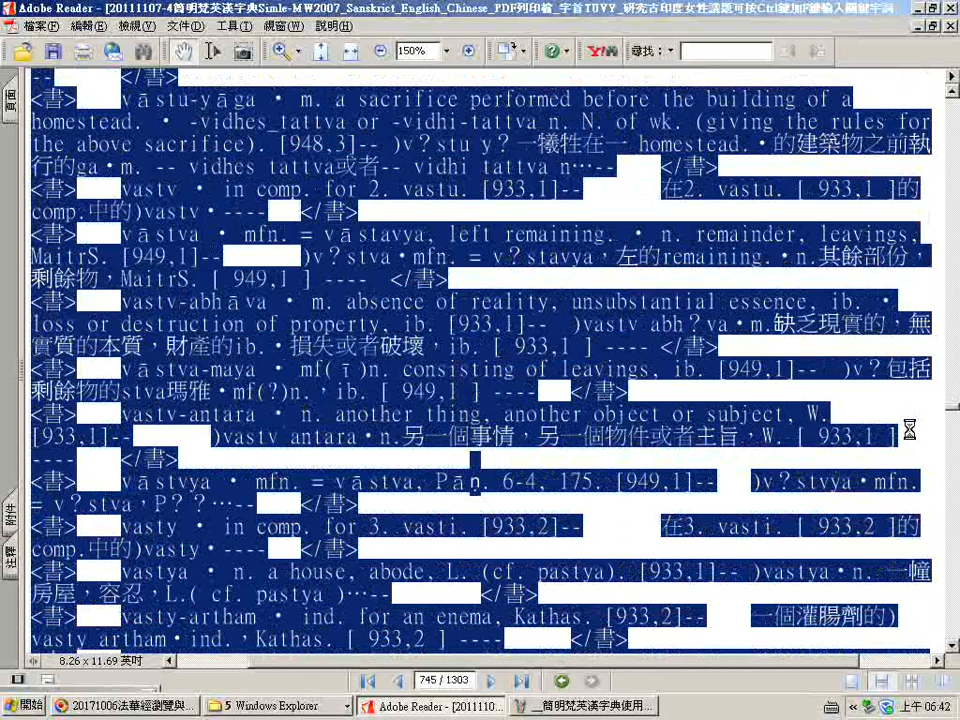 Adobe Reader - [20111107-4簡明梵英漢字典Simle-MW2007_Sanskrict_English_Chinese_PDF列印檔_字首TUVY_研究古印度女性議題可按Ctrl鍵加F鍵輸入關鍵字詞
檔案(F) 編輯(E) 檢視(V) 文件(D) 工具(T) 視窗(W) 說明(H)
150% Y! 尋找：
頁面
-- </書>
<書> vāstu-yāga • m. a sacrifice performed before the building of a
homestead. • -vidhes_tattva or -vidhi-tattva n. N. of wk. (giving the rules for
the above sacrifice). [948,3]-- )v？stu y？一犧牲在一 homestead.•的建築物之前執
行的ga•m. -- vidhes tattva或者-- vidhi tattva n…-- </書>
<書> vastv • in comp. for 2. vastu. [933,1]-- 在2. vastu. [ 933,1 ]的
comp.中的)vastv•---- </書>
<書> vāstva • mfn. = vāstavya, left remaining. • n. remainder, leavings,
MaitrS. [949,1]-- )v？stva•mfn. = v？stavya，左的remaining.•n.其餘部份，
剩餘物，MaitrS. [ 949,1 ] ---- </書>
<書> vastv-abhāva • m. absence of reality, unsubstantial essence, ib. •
loss or destruction of property, ib. [933,1]-- )vastv abh？va•m.缺乏現實的，無
實質的本質，財產的ib.•損失或者破壞，ib. [ 933,1 ] ---- </書>
<書> vāstva-maya • mf(ī)n. consisting of leavings, ib. [949,1]-- )v？包括
剩餘物的stva瑪雅•mf(?)n.，ib. [ 949,1 ] ---- </書>
<書> vastv-antara • n. another thing, another object or subject, W.
[933,1]-- )vastv antara•n.另一個事情，另一個物件或者主旨，W. [ 933,1 ]
---- </書>
<書> vāstvya • mfn. = vāstva, Pāṇ. 6-4, 175. [949,1]-- )v？stvya•mfn.
= v？stva，P？？…-- </書>
<書> vasty • in comp. for 3. vasti. [933,2]-- 在3. vasti. [ 933,2 ]的
comp.中的)vasty•---- </書>
<書> vastya • n. a house, abode, L. (cf. pastya). [933,1]-- )vastya•n. 一幢
房屋，容忍，L.( cf. pastya )…-- </書>
<書> vasty-artham • ind. for an enema, Kathas. [933,2]-- 一個灌腸劑的)
vasty artham•ind.，Kathas. [ 933,2 ] ---- </書>
附件
注釋
8.26 x 11.69 英吋
745 / 1303
開始 20171006法華經瀏覽與... 5 Windows Explorer Adobe Reader - [2011110... __簡明梵英漢字典使用... 上午 06:42